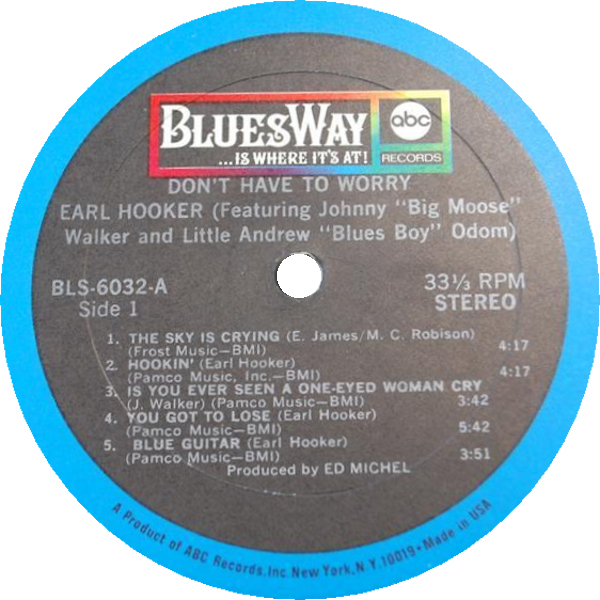 BLUESWAY
...IS WHERE IT'S AT!
abc
RECORDS
DON'T HAVE TO WORRY
EARL HOOKER (Featuring Johnny "Big Moose"
Walker and Little Andrew "Blues Boy" Odom)
BLS-6032-A
Side 1
33⅓ RPM
STEREO
1. THE SKY IS CRYING (E. James/M. C. Robison)
(Frost Music—BMI) 4:17
2. HOOKIN' (Earl Hooker)
(Pamco Music, Inc.—BMI) 4:17
3. IS YOU EVER SEEN A ONE-EYED WOMAN CRY
(J. Walker) (Pamco Music—BMI) 3:42
4. YOU GOT TO LOSE (Earl Hooker)
(Pamco Music—BMI) 5:42
5. BLUE GUITAR (Earl Hooker)
(Pamco Music—BMI) 3:51
Produced by ED MICHEL
A Product of ABC Records, Inc. New York, N.Y. 10019 • Made in USA